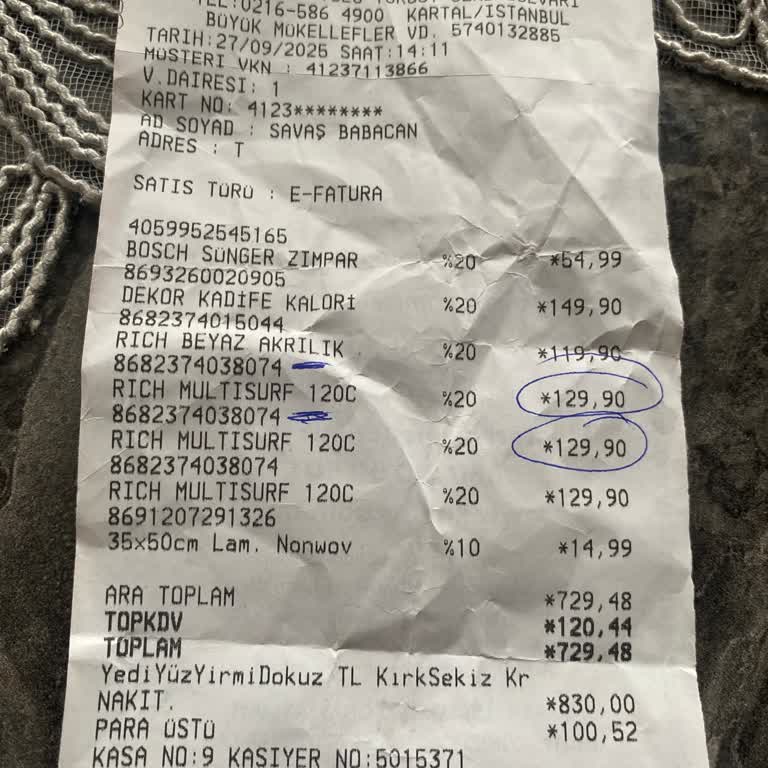 TEL:0216-586 4900 KARTAL/İSTANBUL
BÜYÜK MÜKELLEFLER VD. 5740132885
TARİH:27/09/2025 SAAT:14:11
MÜSTERİ VKN : 41237113866
V.DAİRESİ: 1
KART NO: 4123********
AD SOYAD : SAVAŞ BABACAN
ADRES : T
SATIS TÜRÜ : E-FATURA
4059952545165
BOSCH SÜNGER ZIMPAR %20 *54,99
8693260020905
DEKOR KADİFE KALORİ %20 *149,90
8682374015044
RICH BEYAZ AKRILIK %20 *119,90
8682374038074
RICH MULTISURF 120C %20 *129,90
8682374038074
RICH MULTISURF 120C %20 *129,90
8682374038074
RICH MULTISURF 120C %20 *129,90
8691207291326
35x50cm Lam. Nonwov %10 *14,99
ARA TOPLAM *729,48
TOPKDV *120,44
TOPLAM *729,48
YediYüzYirmiDokuz TL KırkSekiz Kr
NAKİT. *830,00
PARA ÜSTÜ *100,52
KASA NO:9 KASIYER NO:5015371